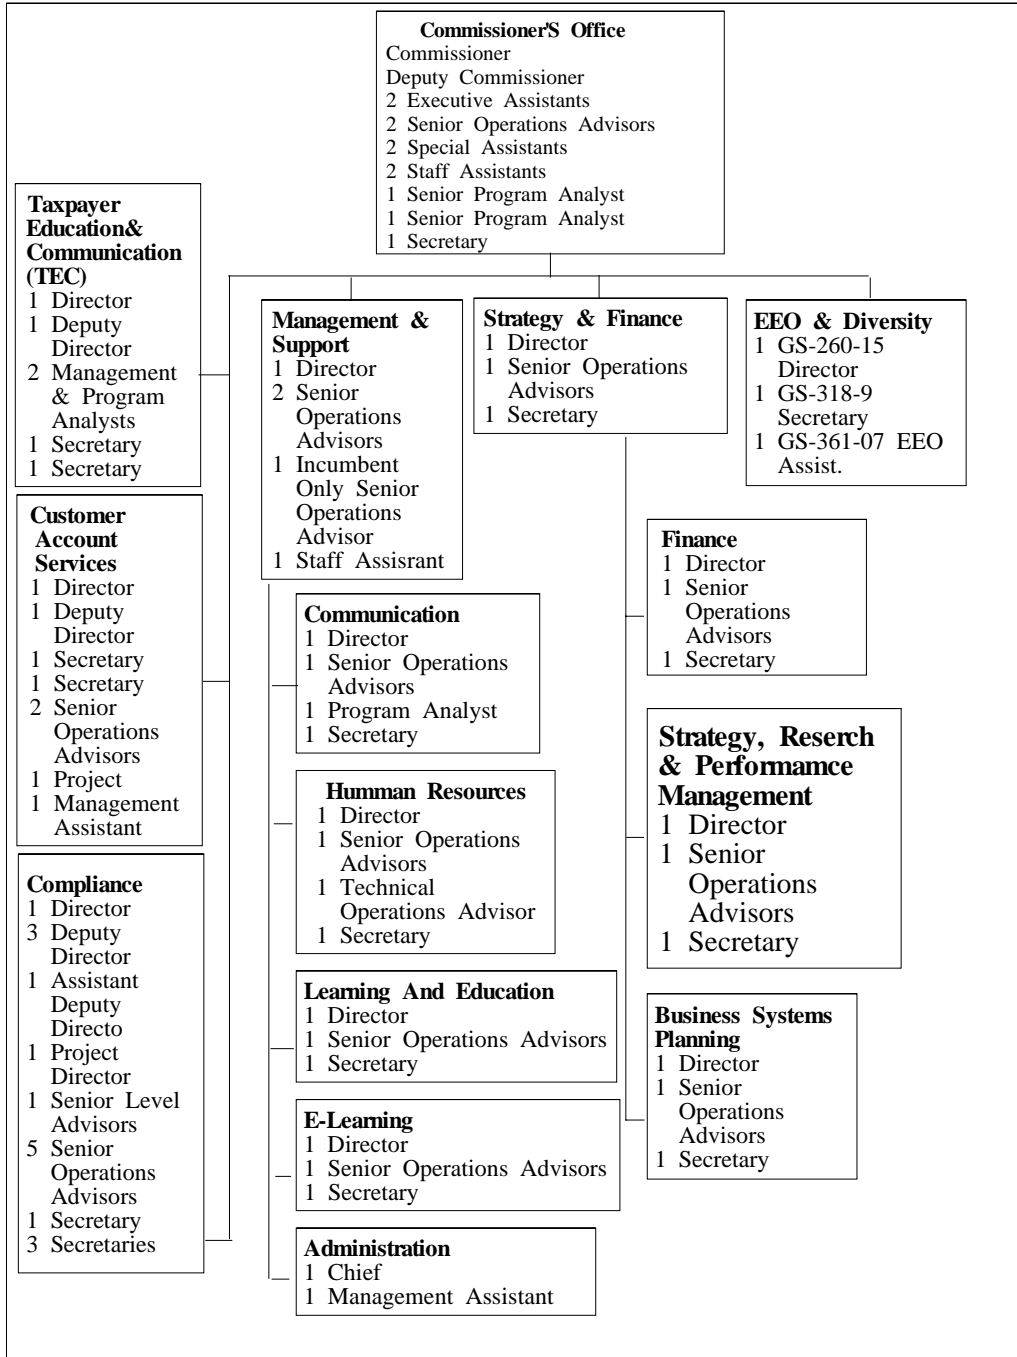 Commissioner'S Office
Commissioner
Deputy Commissioner
2 Executive Assistants
2 Senior Operations Advisors
2 Special Assistants
2 Staff Assistants
1 Senior Program Analyst
1 Senior Program Analyst
1 Secretary
Taxpayer
Education&
Communication
(TEC)
1 Director
1 Deputy
Director
2 Management
& Program
Analysts
1 Secretary
1 Secretary
Customer
Account
Services
1 Director
1 Deputy
Director
1 Secretary
1 Secretary
2 Senior
Operations
Advisors
1 Project
1 Management
Assistant
Compliance
1 Director
3 Deputy
Director
1 Assistant
Deputy
Directo
1 Project
Director
1 Senior Level
Advisors
5 Senior
Operations
Advisors
1 Secretary
3 Secretaries
Management &
Support
1 Director
2 Senior
Operations
Advisors
1 Incumbent
Only Senior
Operations
Advisor
1 Staff Assisrant
Communication
1 Director
1 Senior Operations
Advisors
1 Program Analyst
1 Secretary
Humman Resources
1 Director
1 Senior Operations
Advisors
1 Technical
Operations Advisor
1 Secretary
Learning And Education
1 Director
1 Senior Operations Advisors
1 Secretary
E-Learning
1 Director
1 Senior Operations Advisors
1 Secretary
Administration
1 Chief
1 Management Assistant
Strategy & Finance
1 Director
1 Senior Operations
Advisors
1 Secretary
Finance
1 Director
1 Senior
Operations
Advisors
1 Secretary
Strategy, Reserch
& Performamce
Management
1 Director
1 Senior
Operations
Advisors
1 Secretary
Business Systems
Planning
1 Director
1 Senior
Operations
Advisors
1 Secretary
EEO & Diversity
1 GS-260-15
Director
1 GS-318-9
Secretary
1 GS-361-07 EEO
Assist.